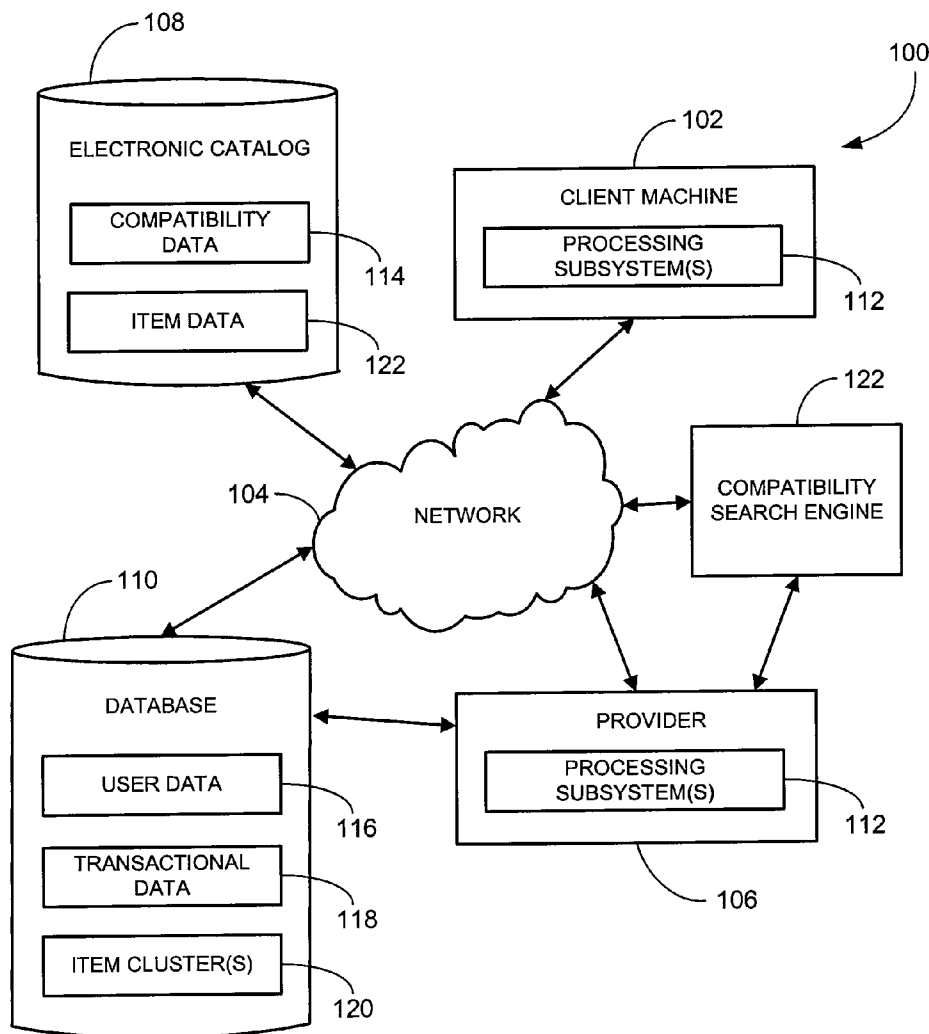 108
100
ELECTRONIC CATALOG
COMPATIBILITY
DATA
114
ITEM DATA
122
102
CLIENT MACHINE
PROCESSING
SUBSYSTEM(S)
112
122
COMPATIBILITY
SEARCH ENGINE
104
NETWORK
110
DATABASE
USER DATA
116
TRANSACTIONAL
DATA
118
ITEM CLUSTER(S)
120
PROVIDER
PROCESSING
SUBSYSTEM(S)
112
106